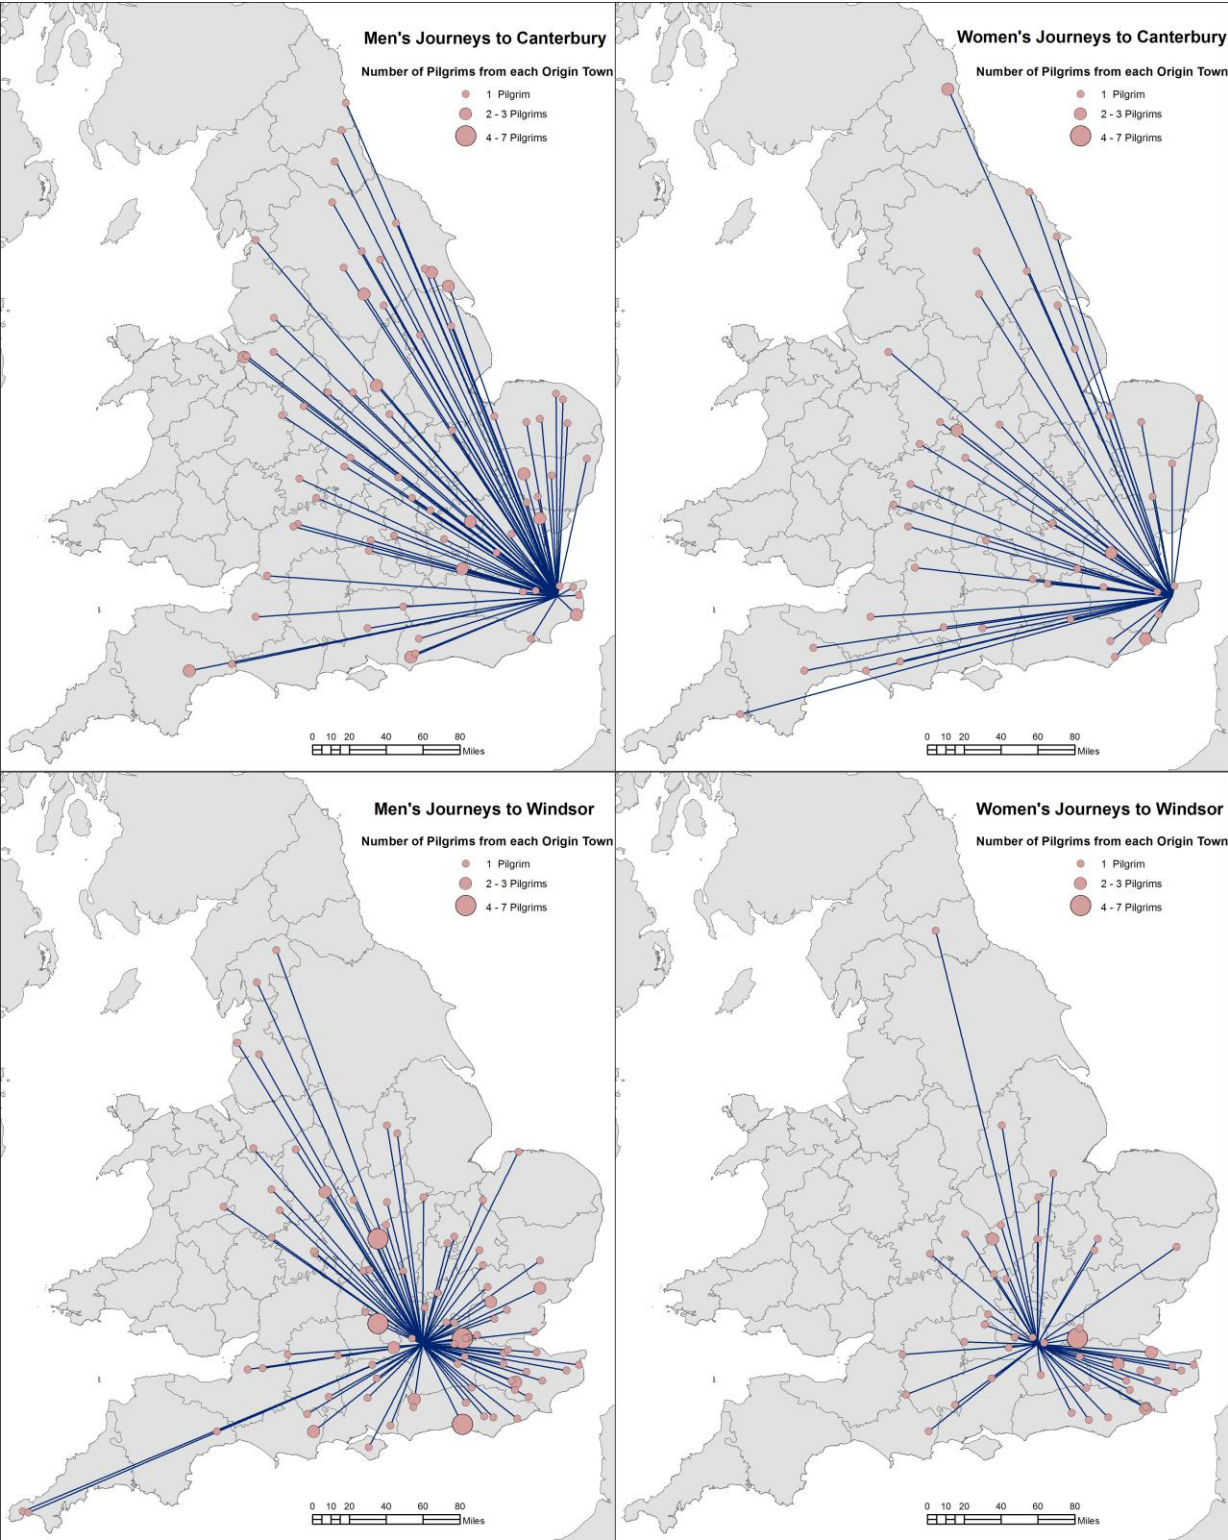 Men's Journeys to Canterbury
Number of Pilgrims from each Origin Town
1 Pilgrim
2 - 3 Pilgrims
4 - 7 Pilgrims
0 10 20 40 60 80
Miles
Women's Journeys to Canterbury
Number of Pilgrims from each Origin Town
1 Pilgrim
2 - 3 Pilgrims
4 - 7 Pilgrims
0 10 20 40 60 80
Miles
Men's Journeys to Windsor
Number of Pilgrims from each Origin Town
1 Pilgrim
2 - 3 Pilgrims
4 - 7 Pilgrims
0 10 20 40 60 80
Miles
Women's Journeys to Windsor
Number of Pilgrims from each Origin Town
1 Pilgrim
2 - 3 Pilgrims
4 - 7 Pilgrims
0 10 20 40 60 80
Miles